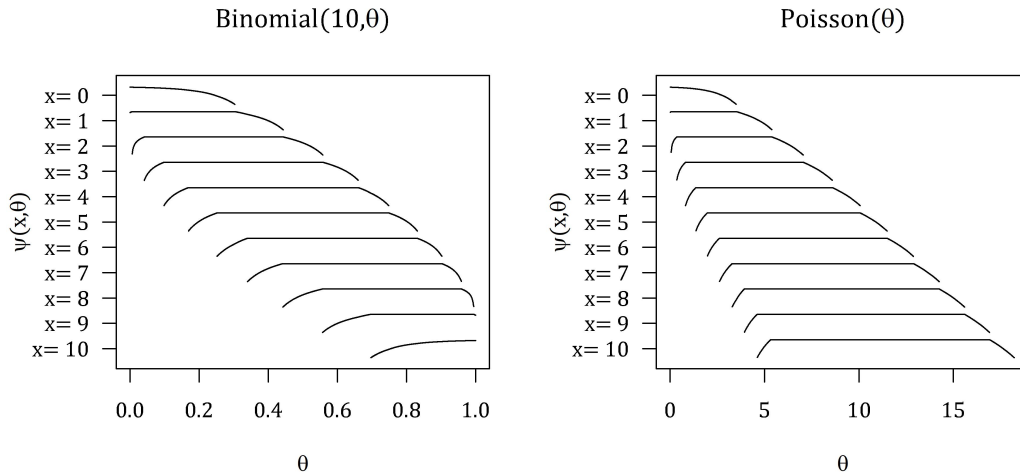 Binomial(10,θ)
ψ(x,θ)
x= 0
x= 1
x= 2
x= 3
x= 4
x= 5
x= 6
x= 7
x= 8
x= 9
x= 10
0.0 0.2 0.4 0.6 0.8 1.0
θ
Poisson(θ)
ψ(x,θ)
x= 0
x= 1
x= 2
x= 3
x= 4
x= 5
x= 6
x= 7
x= 8
x= 9
x= 10
0 5 10 15
θ